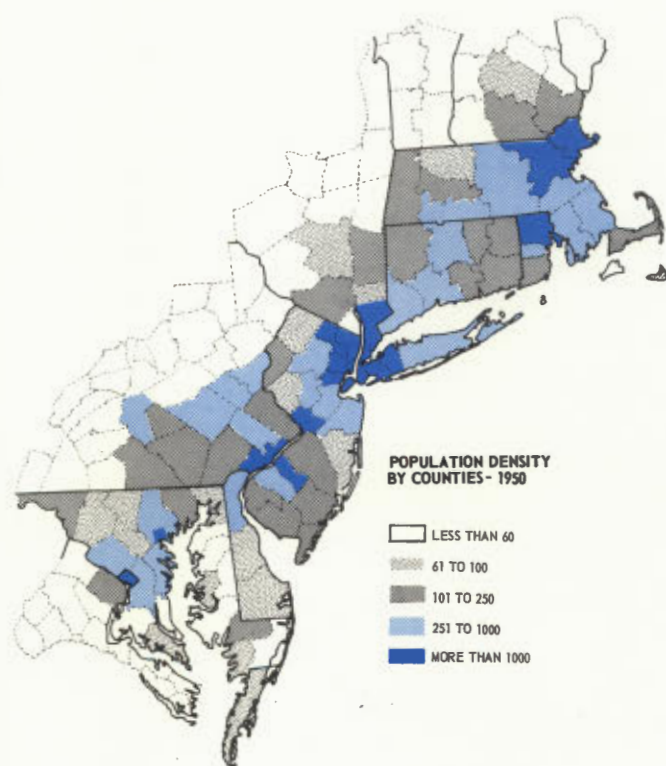 POPULATION DENSITY
BY COUNTIES - 1950
LESS THAN 60
61 TO 100
101 TO 250
251 TO 1000
MORE THAN 1000